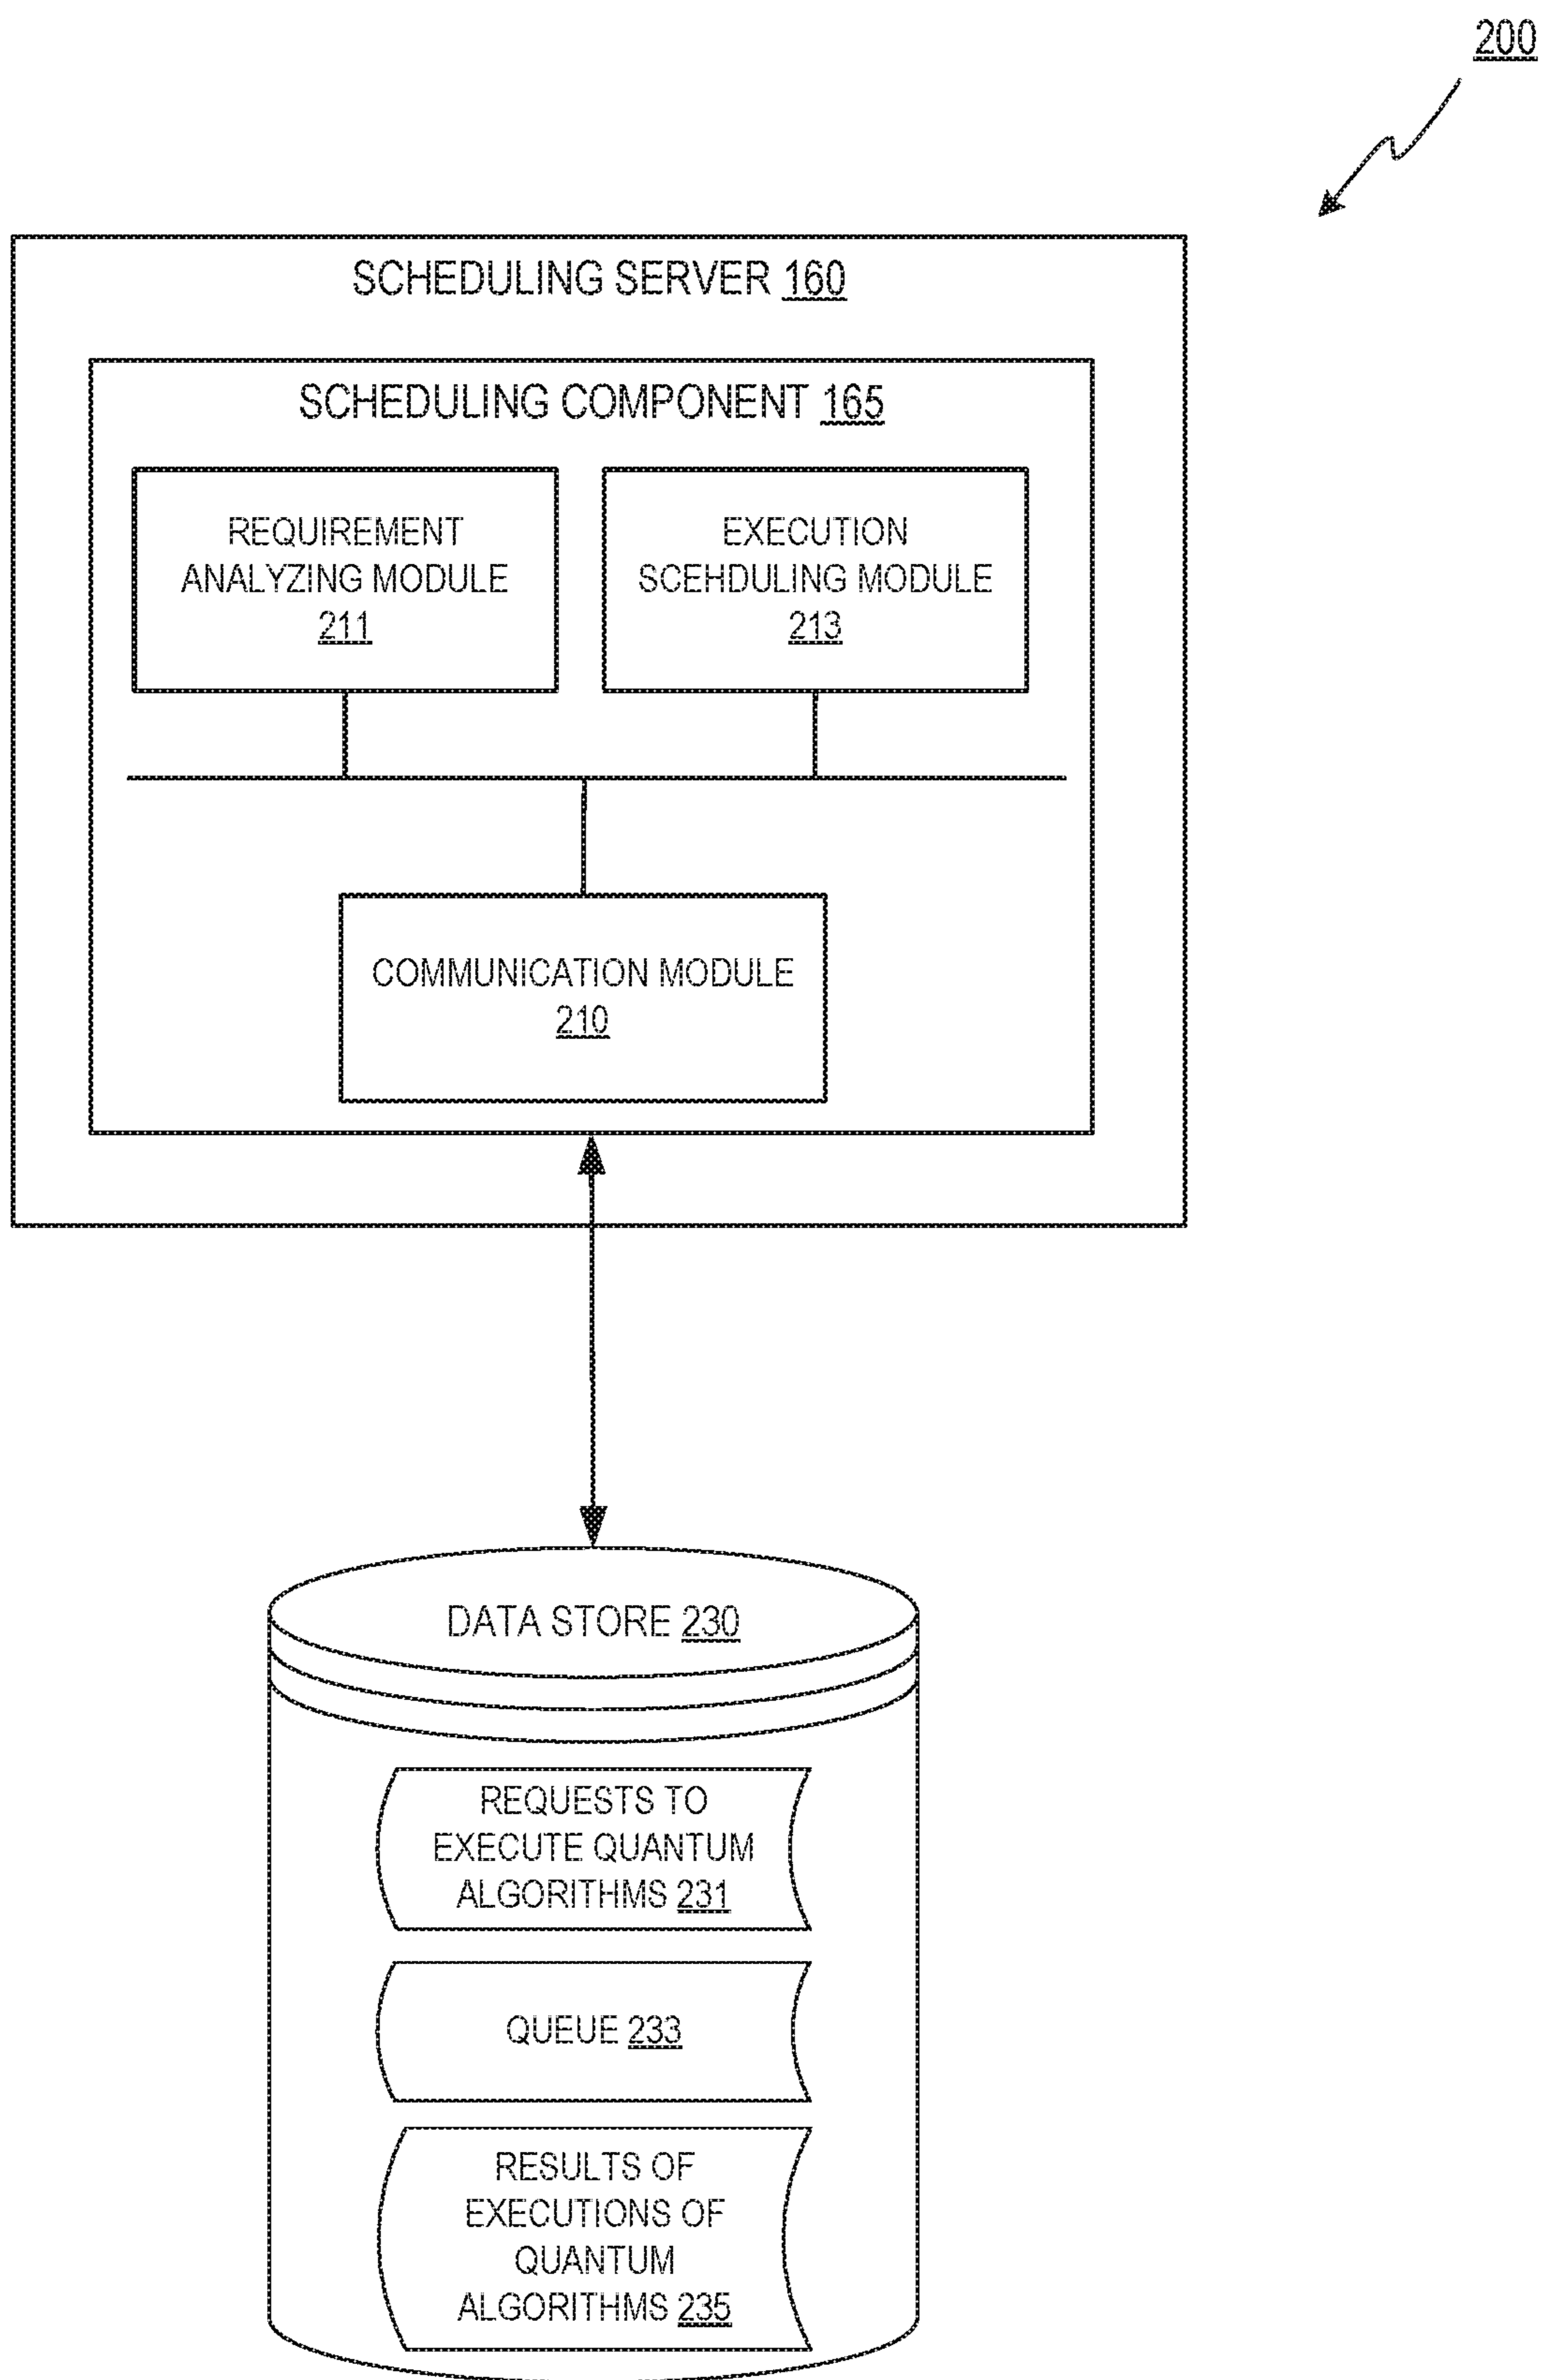 200
SCHEDULING SERVER 160
SCHEDULING COMPONENT 165
REQUIREMENT
ANALYZING MODULE
211
EXECUTION
SCEHDULING MODULE
213
COMMUNICATION MODULE
210
DATA STORE 230
REQUESTS TO
EXECUTE QUANTUM
ALGORITHMS 231
QUEUE 233
RESULTS OF
EXECUTIONS OF
QUANTUM
ALGORITHMS 235